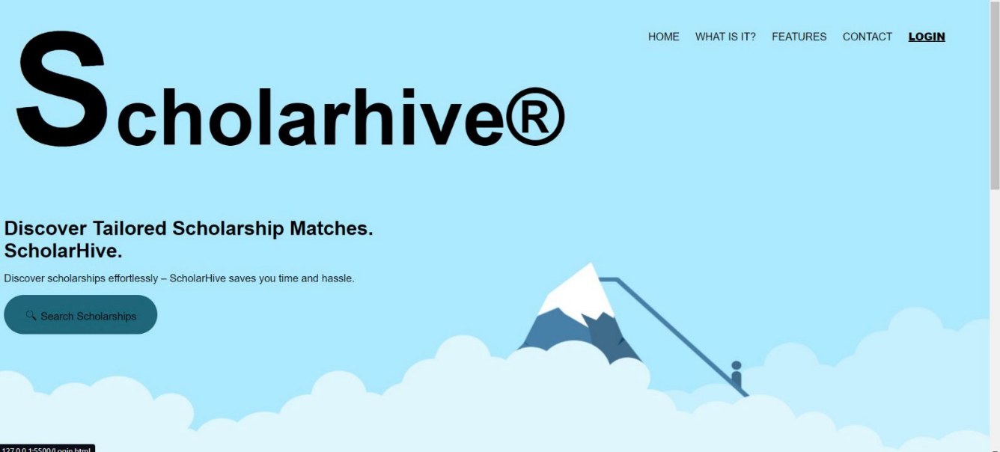 Scholarhive®
HOME WHAT IS IT? FEATURES CONTACT LOGIN
Discover Tailored Scholarship Matches.
ScholarHive.
Discover scholarships effortlessly – ScholarHive saves you time and hassle.
🔍 Search Scholarships
127.0.0.1:5500/Login.html